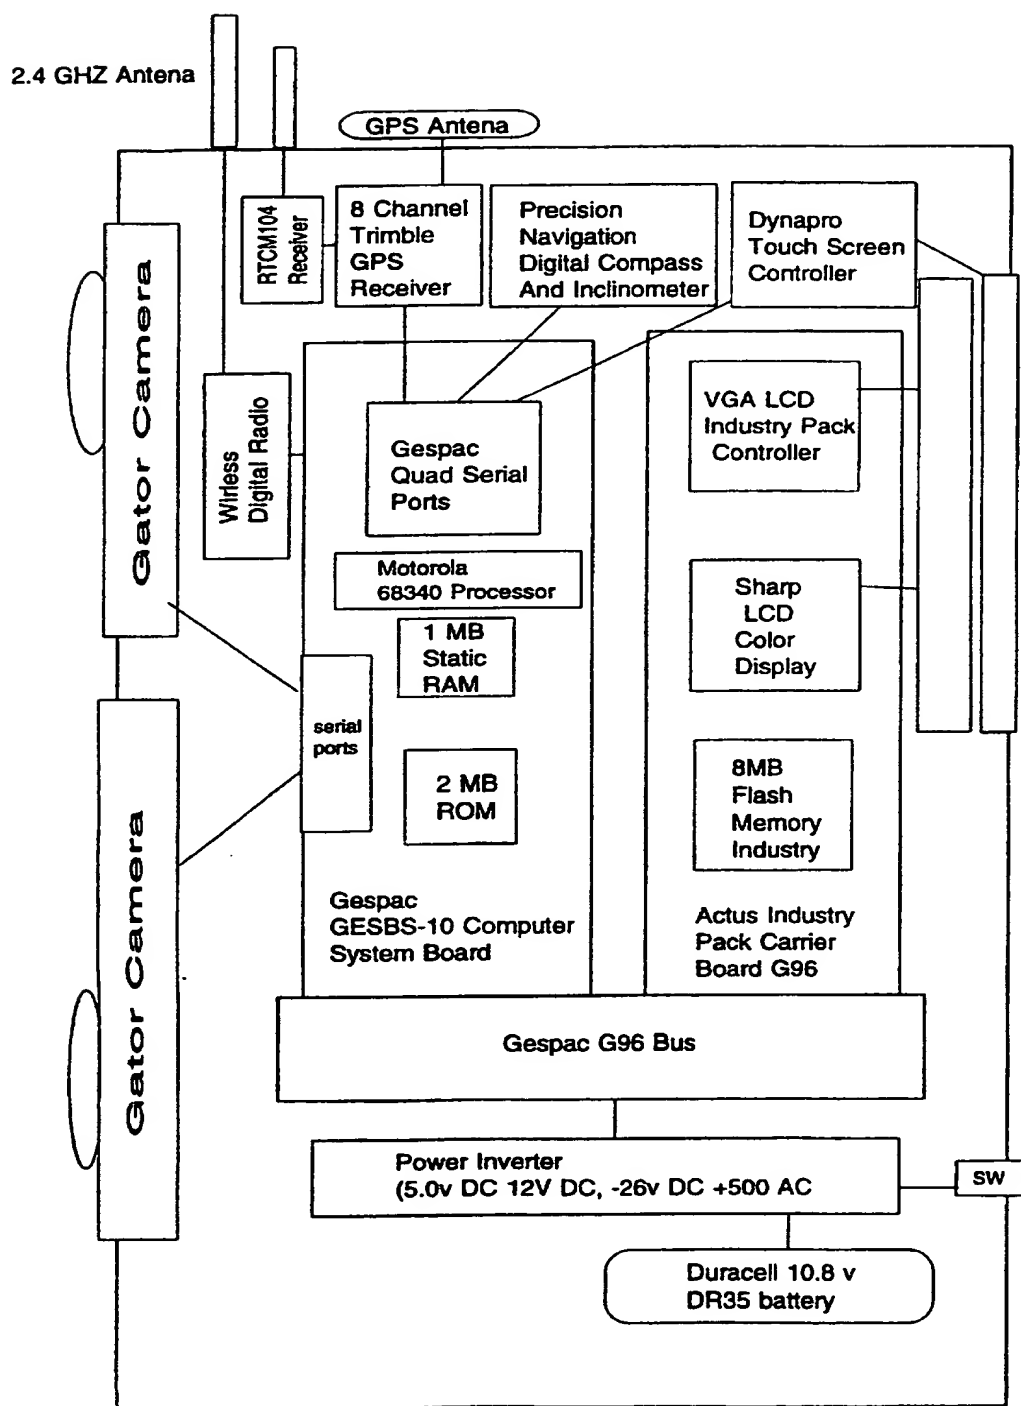 2.4 GHZ Antena
GPS Antena
RTCM104
Receiver
8 Channel
Trimble
GPS
Receiver
Precision
Navigation
Digital Compass
And Inclinometer
Dynapro
Touch Screen
Controller
Gator Camera
Wirless
Digital Radio
Gespac
Quad Serial
Ports
VGA LCD
Industry Pack
Controller
Motorola
68340 Processor
1 MB
Static
RAM
Sharp
LCD
Color
Display
serial
ports
2 MB
ROM
8MB
Flash
Memory
Industry
Gator Camera
Gespac
GESBS-10 Computer
System Board
Actus Industry
Pack Carrier
Board G96
Gespac G96 Bus
Power Inverter
(5.0v DC 12V DC, -26v DC +500 AC
SW
Duracell 10.8 v
DR35 battery